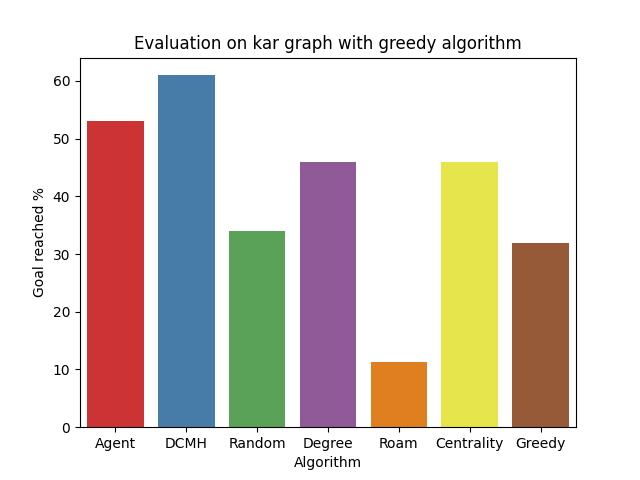 Evaluation on kar graph with greedy algorithm
Goal reached %
60
50
40
30
20
10
0
Agent DCMH Random Degree Roam Centrality Greedy
Algorithm